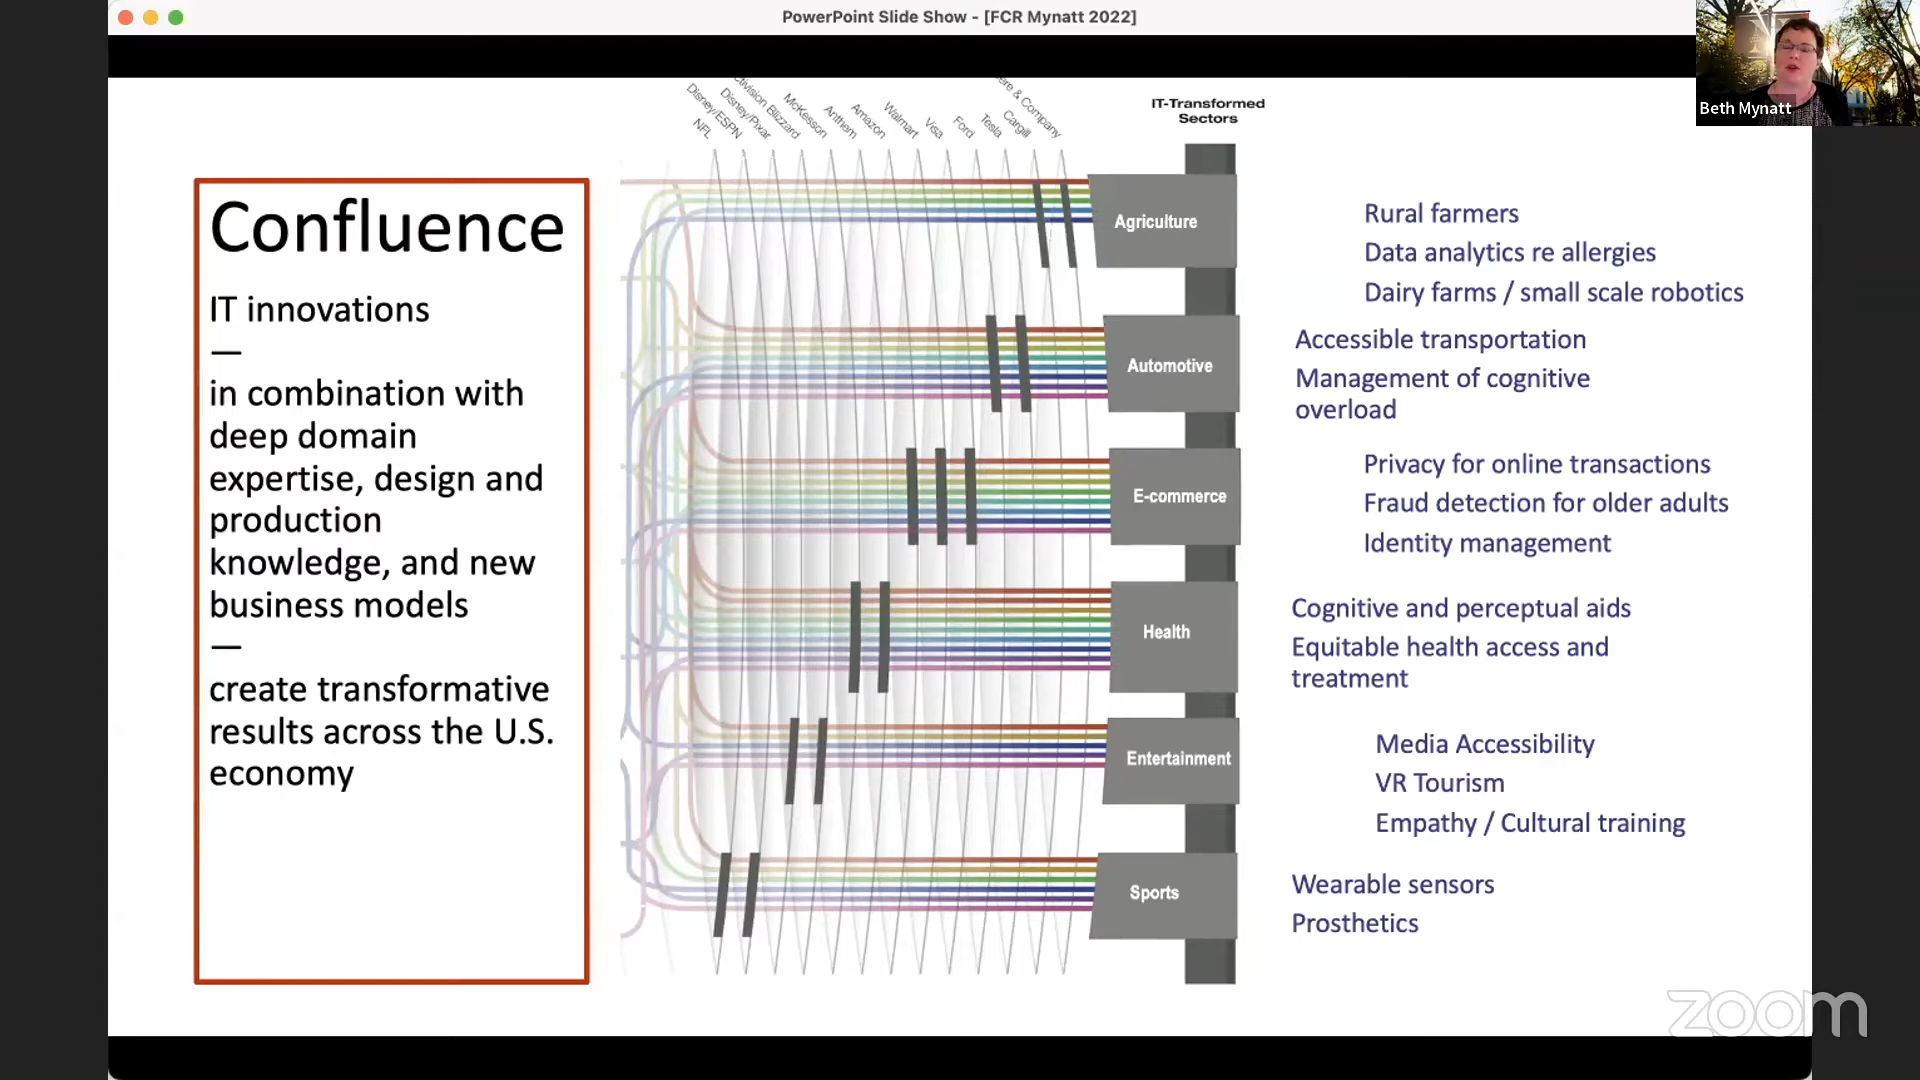 PowerPoint Slide Show - [FCR Mynatt 2022]
Beth Mynatt
Confluence
IT innovations
—
in combination with
deep domain
expertise, design and
production
knowledge, and new
business models
—
create transformative
results across the U.S.
economy
NFL
Disney/ESPN
Disney/Pixar
Blizzard
McKesson
Anthem
Amazon
Walmart
Visa
Ford
Tesla
Cargill
& Company
IT-Transformed
Sectors
Agriculture
Automotive
E-commerce
Health
Entertainment
Sports
Rural farmers
Data analytics re allergies
Dairy farms / small scale robotics
Accessible transportation
Management of cognitive
overload
Privacy for online transactions
Fraud detection for older adults
Identity management
Cognitive and perceptual aids
Equitable health access and
treatment
Media Accessibility
VR Tourism
Empathy / Cultural training
Wearable sensors
Prosthetics
zoom